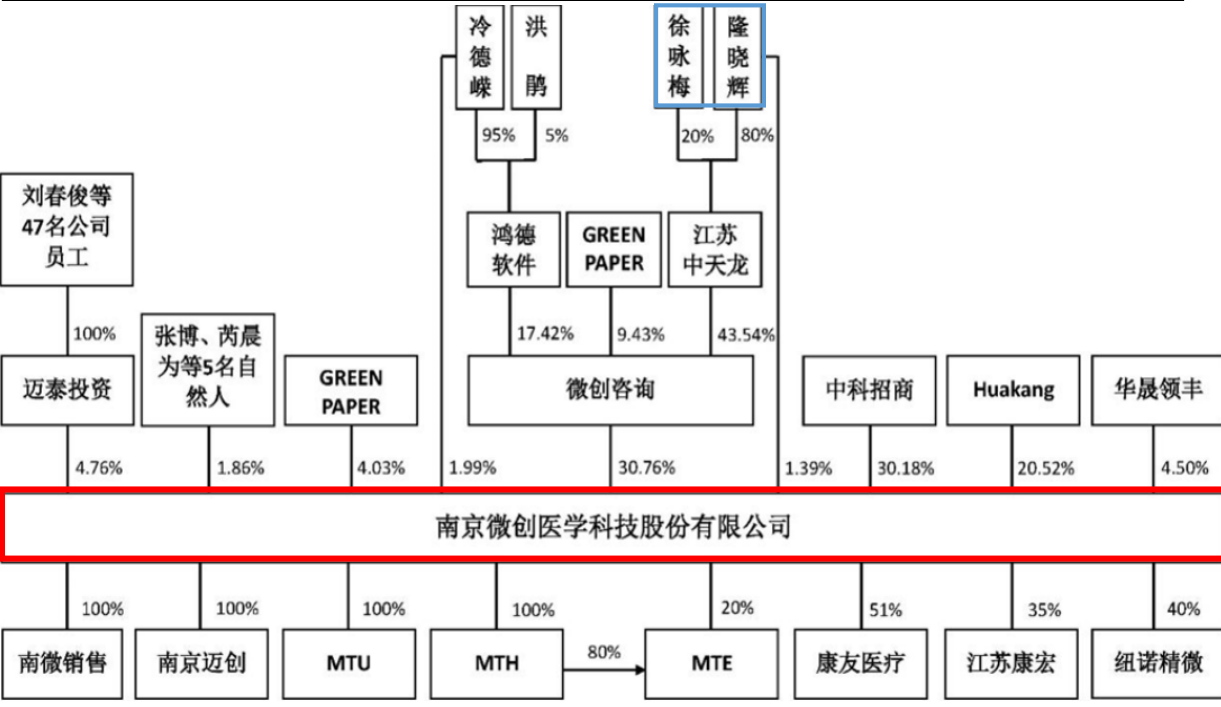 冷德嵘
洪鹃
徐咏梅
隆晓辉
95%
5%
20%
80%
刘春俊等
47名公司
员工
鸿德
软件
GREEN
PAPER
江苏
中天龙
100%
张博、芮晨
为等5名自
然人
17.42%
9.43%
43.54%
迈泰投资
GREEN
PAPER
微创咨询
中科招商
Huakang
华晟领丰
4.76%
1.86%
4.03%
1.99%
30.76%
1.39%
30.18%
20.52%
4.50%
南京微创医学科技股份有限公司
100%
100%
100%
100%
20%
51%
35%
40%
南微销售
南京迈创
MTU
MTH
80%
MTE
康友医疗
江苏康宏
纽诺精微